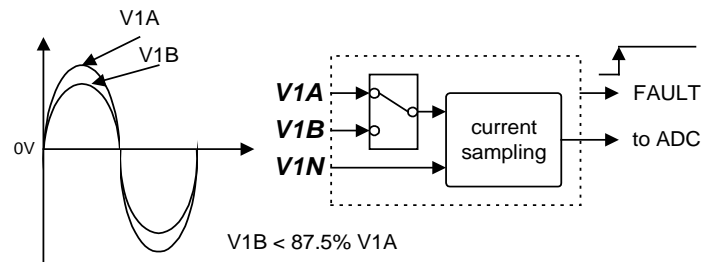 V1A
V1B
0V
V1B < 87.5% V1A
V1A
V1B
V1N
current
sampling
FAULT
to ADC